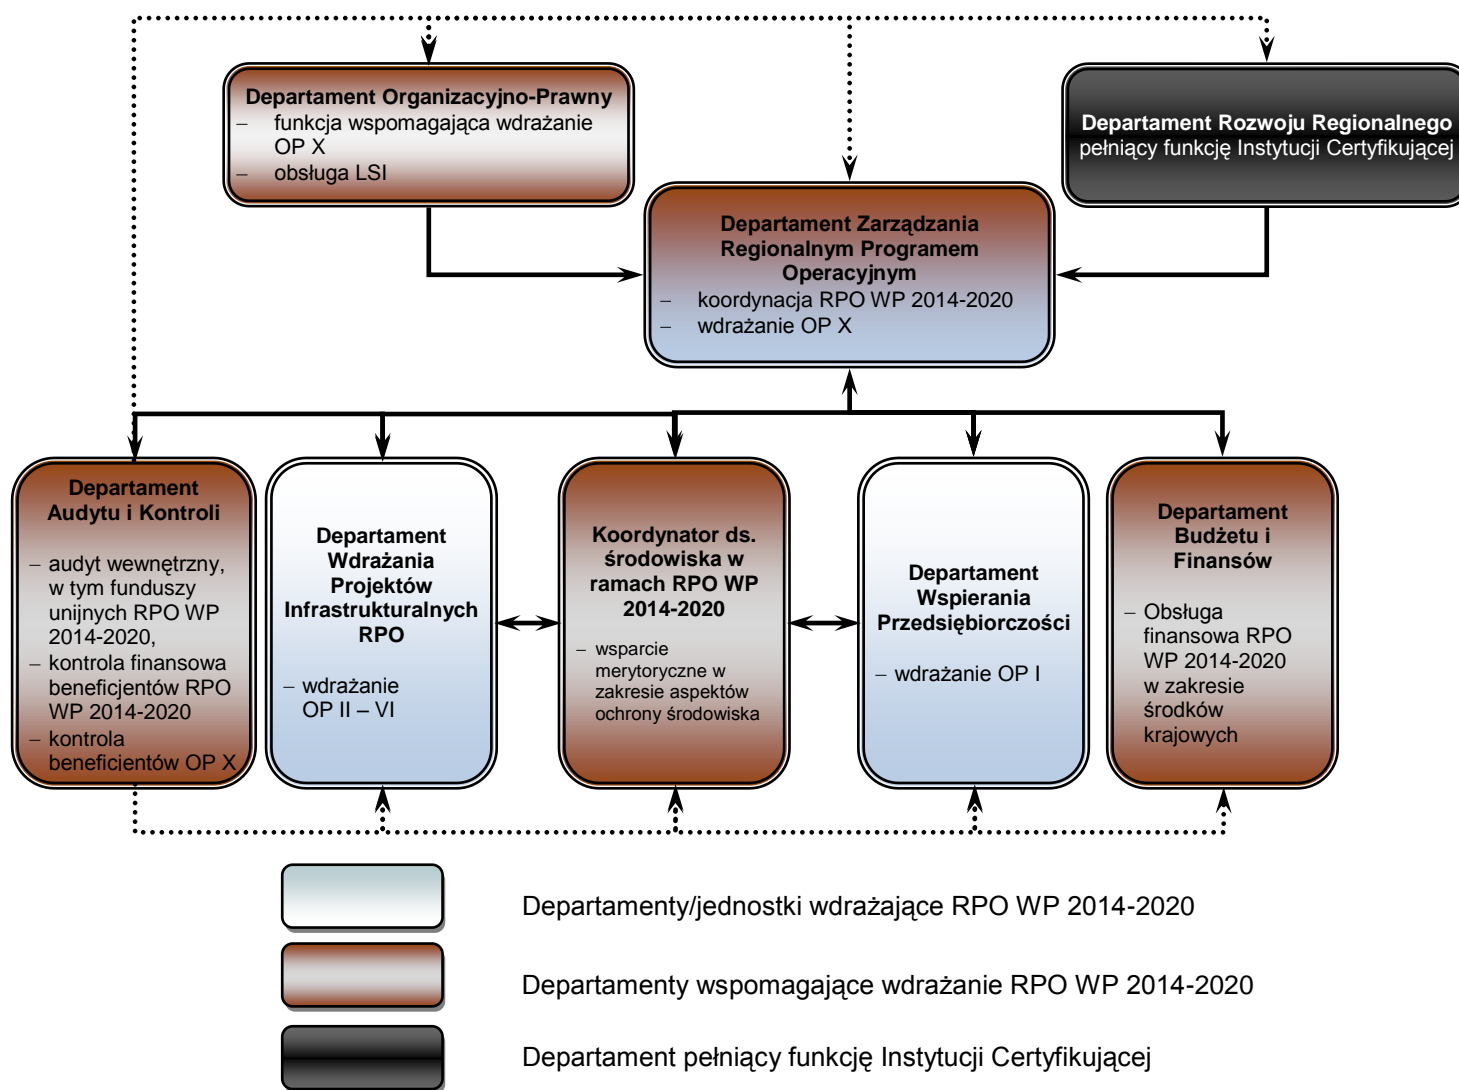 Departament Organizacyjno-Prawny
– funkcja wspomagająca wdrażanie
OP X
– obsługa LSI
Departament Rozwoju Regionalnego
pełniący funkcję Instytucji Certyfikującej
Departament Zarządzania
Regionalnym Programem
Operacyjnym
– koordynacja RPO WP 2014-2020
– wdrażanie OP X
Departament
Audytu i Kontroli
– audyt wewnętrzny,
w tym funduszy
unijnych RPO WP
2014-2020,
– kontrola finansowa
beneficjentów RPO
WP 2014-2020
– kontrola
beneficientów OP X
Departament
Wdrażania
Projektów
Infrastrukturalnych
RPO
– wdrażanie
OP II – VI
Koordynator ds.
środowiska w
ramach RPO WP
2014-2020
– wsparcie
merytoryczne w
zakresie aspektów
ochrony środowiska
Departament
Wspierania
Przedsiębiorczości
– wdrażanie OP I
Departament
Budżetu i
Finansów
– Obsługa
finansowa RPO
WP 2014-2020
w zakresie
środków
krajowych
Departamenty/jednostki wdrażające RPO WP 2014-2020
Departamenty wspomagające wdrażanie RPO WP 2014-2020
Departament pełniący funkcję Instytucji Certyfikującej